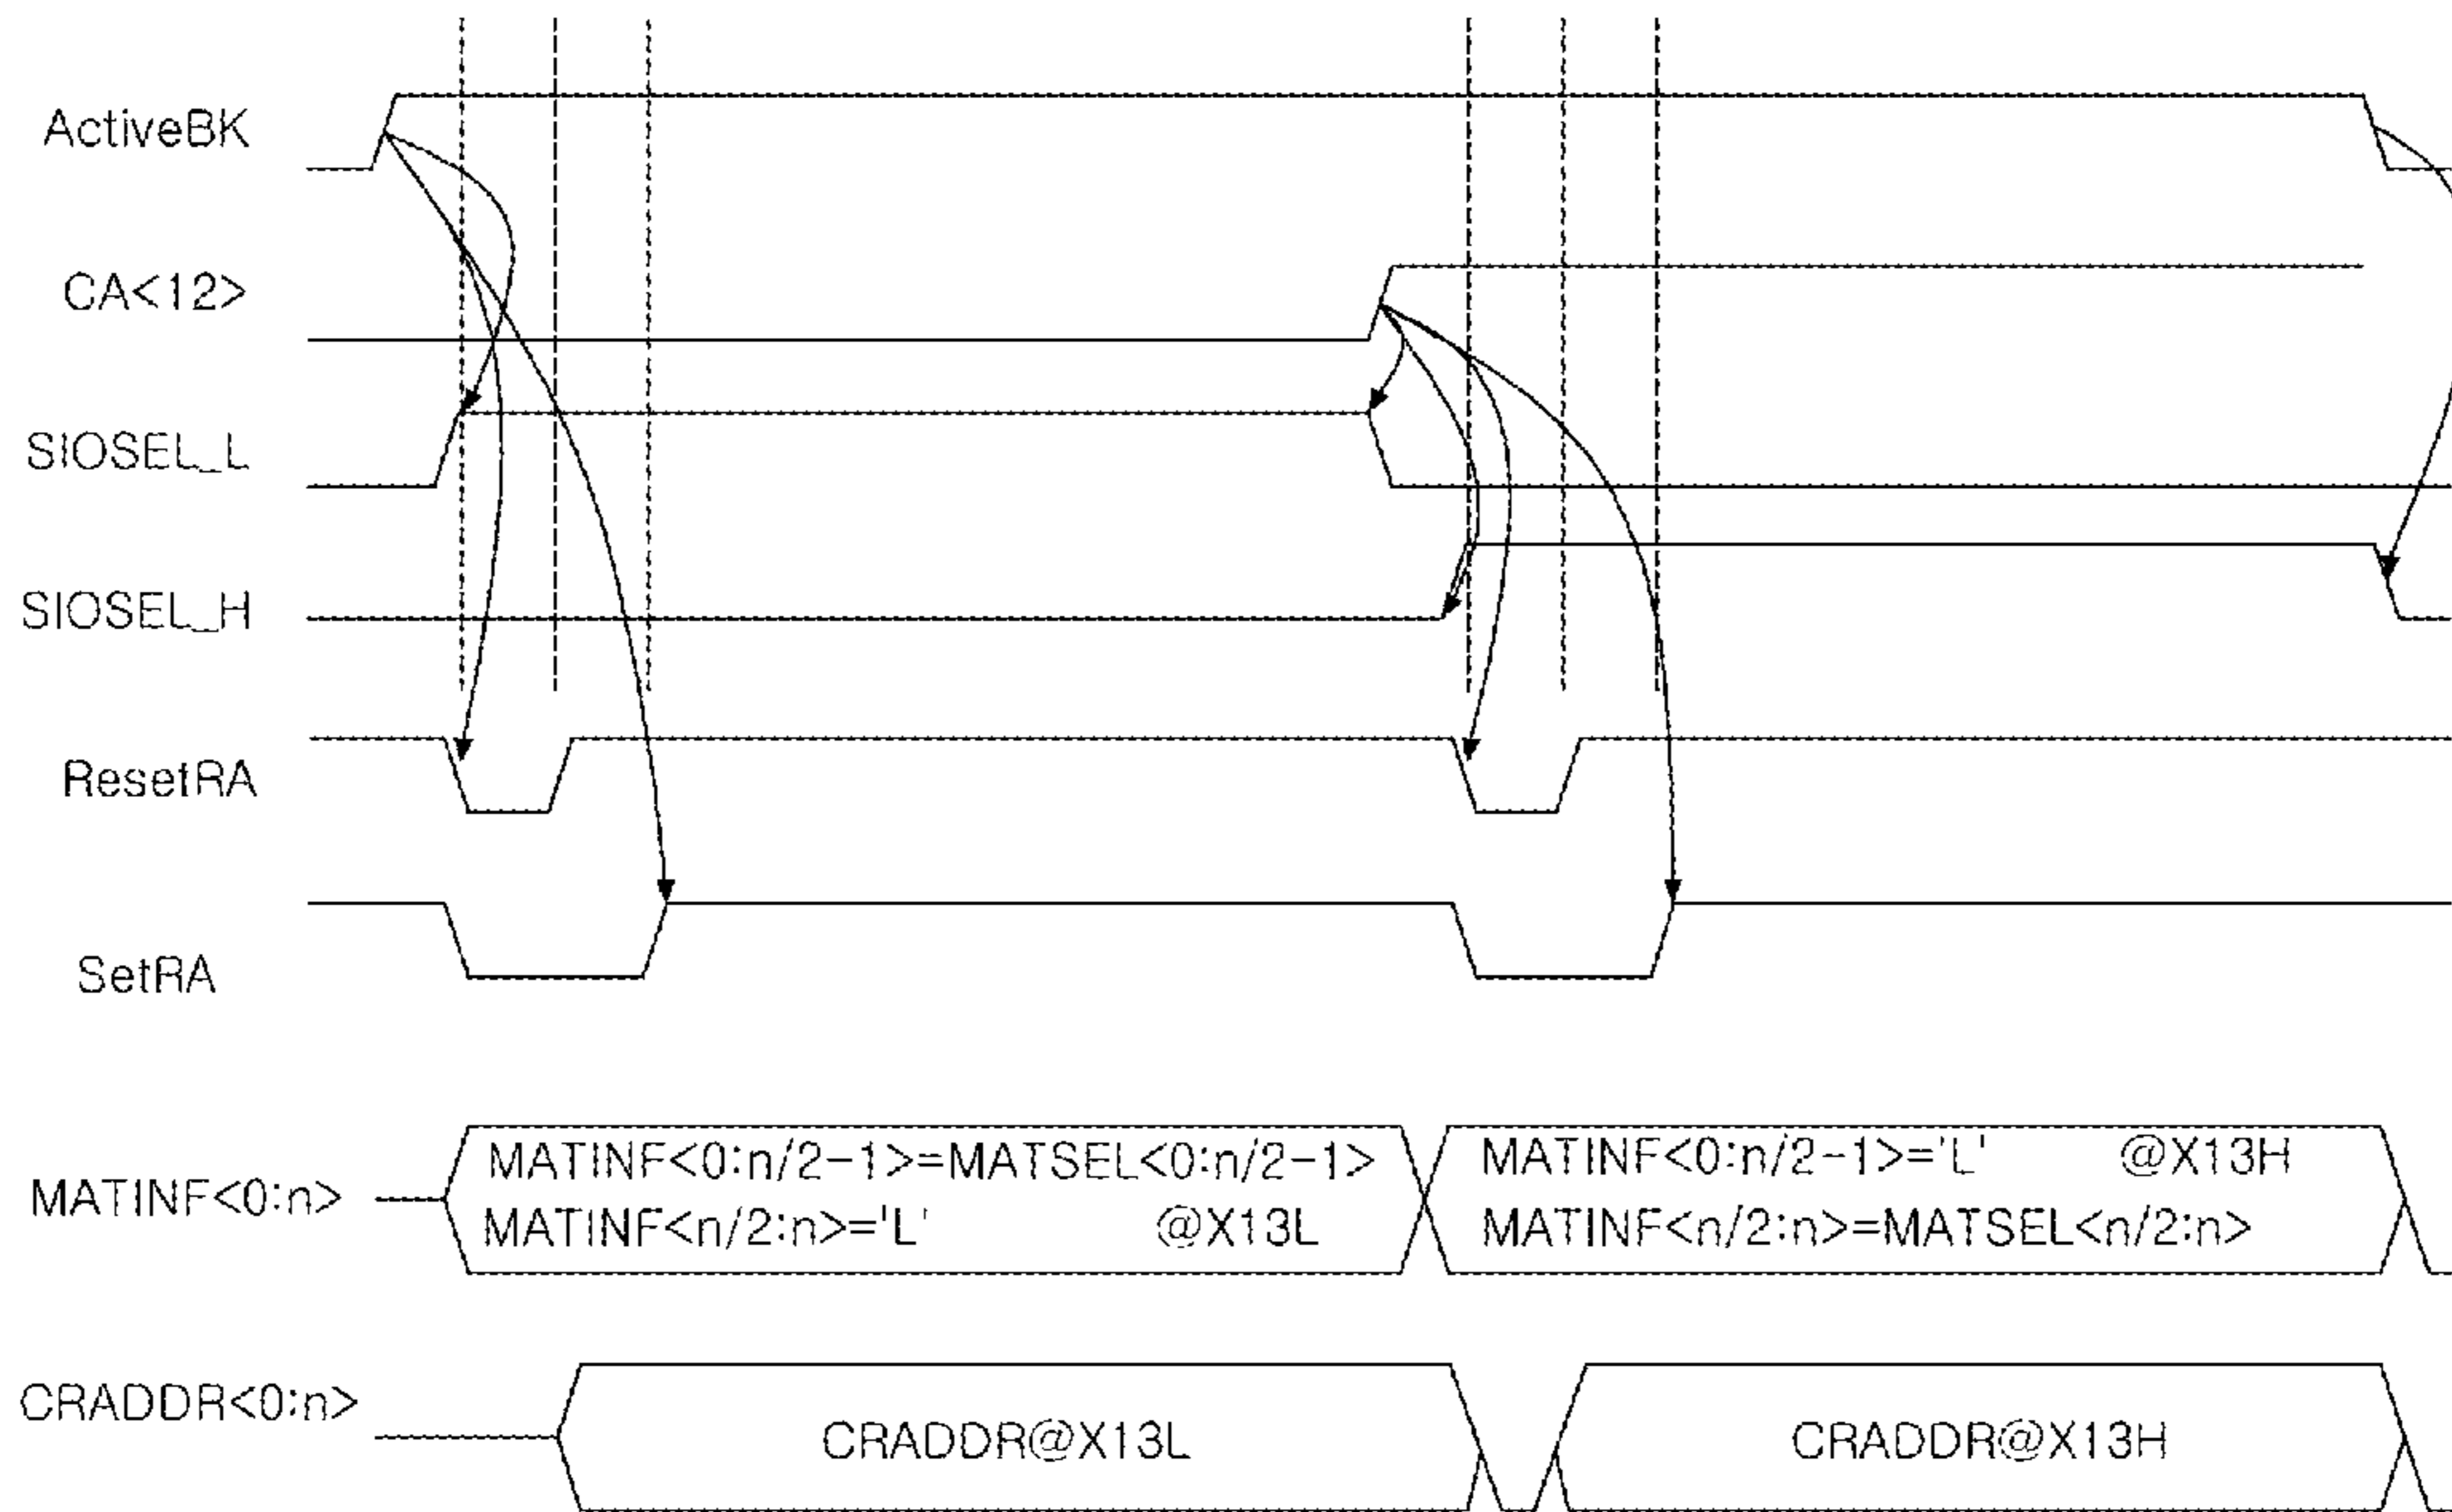 ActiveBK
CA<12>
SIOSEL_L
SIOSEL_H
ResetRA
SetRA
MATINF<0:n>
MATINF<0:n/2-1>=MATSEL<0:n/2-1>
MATINF<n/2:n>='L' @X13L
MATINF<0:n/2-1>='L' @X13H
MATINF<n/2:n>=MATSEL<n/2:n>
CRADDR<0:n>
CRADDR@X13L
CRADDR@X13H